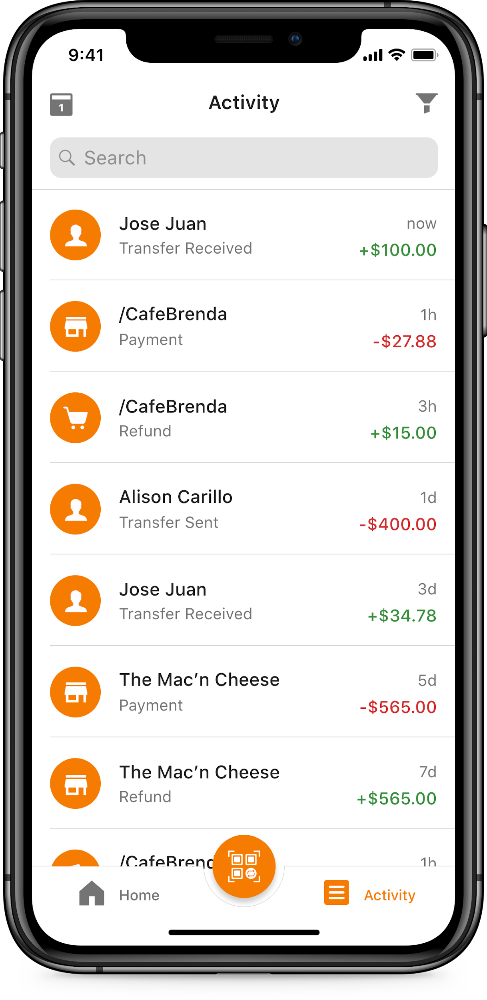 9:41
1
Activity
Search
Jose Juan
now
Transfer Received
+$100.00
/CafeBrenda
1h
Payment
-$27.88
/CafeBrenda
3h
Refund
+$15.00
Alison Carillo
1d
Transfer Sent
-$400.00
Jose Juan
3d
Transfer Received
+$34.78
The Mac’n Cheese
5d
Payment
-$565.00
The Mac’n Cheese
7d
Refund
+$565.00
/CafeBrend
1h
Home
Activity